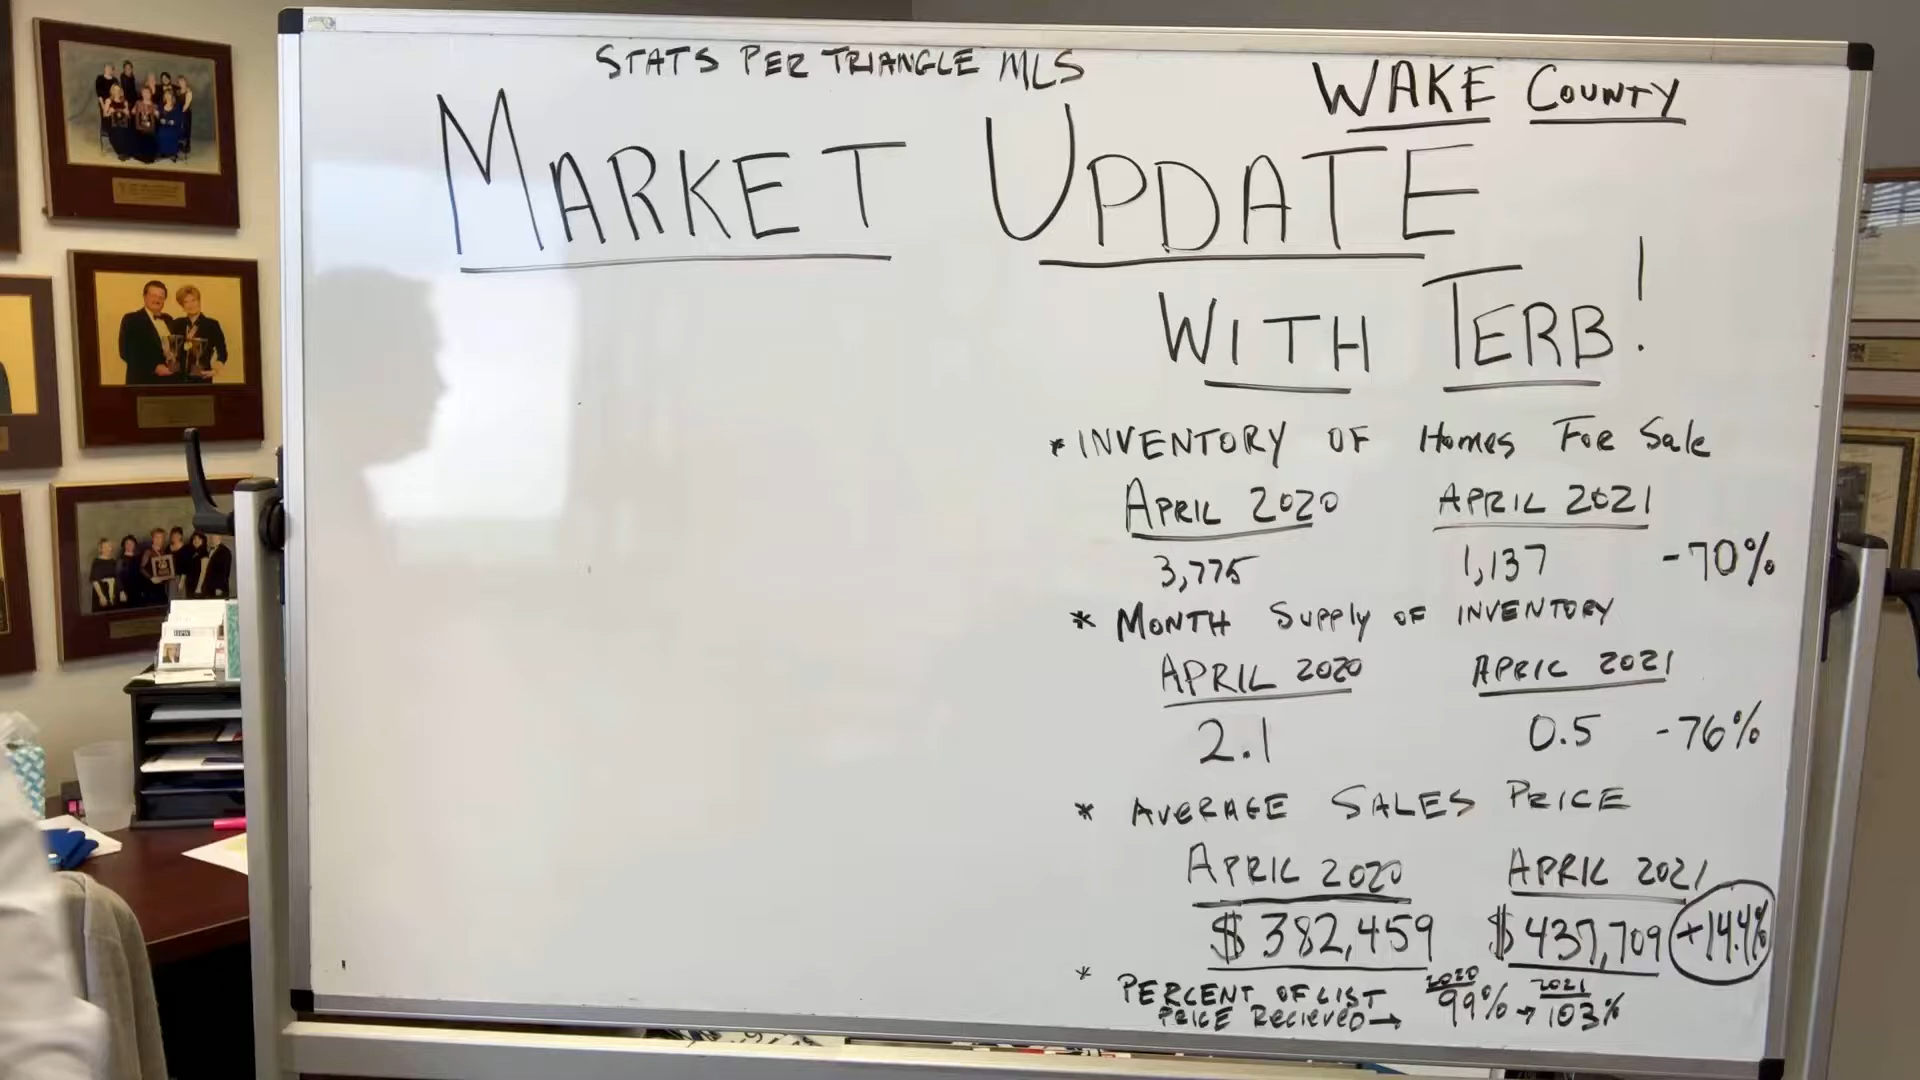 STATS PER TRIANGLE MLS
WAKE COUNTY
MARKET UPDATE
WITH TERB!
* INVENTORY OF Homes For Sale
APRIL 2020 APRIL 2021
3,775 1,137 -70%
* MONTH Supply OF INVENTORY
APRIL 2020 APRIL 2021
2.1 0.5 -76%
* AVERAGE SALES PRICE
APRIL 2020 APRIL 2021
$382,459 $437,709 +14.4%
* PERCENT OF LIST 2020 2021
PRICE RECIEVED → 99% → 103%